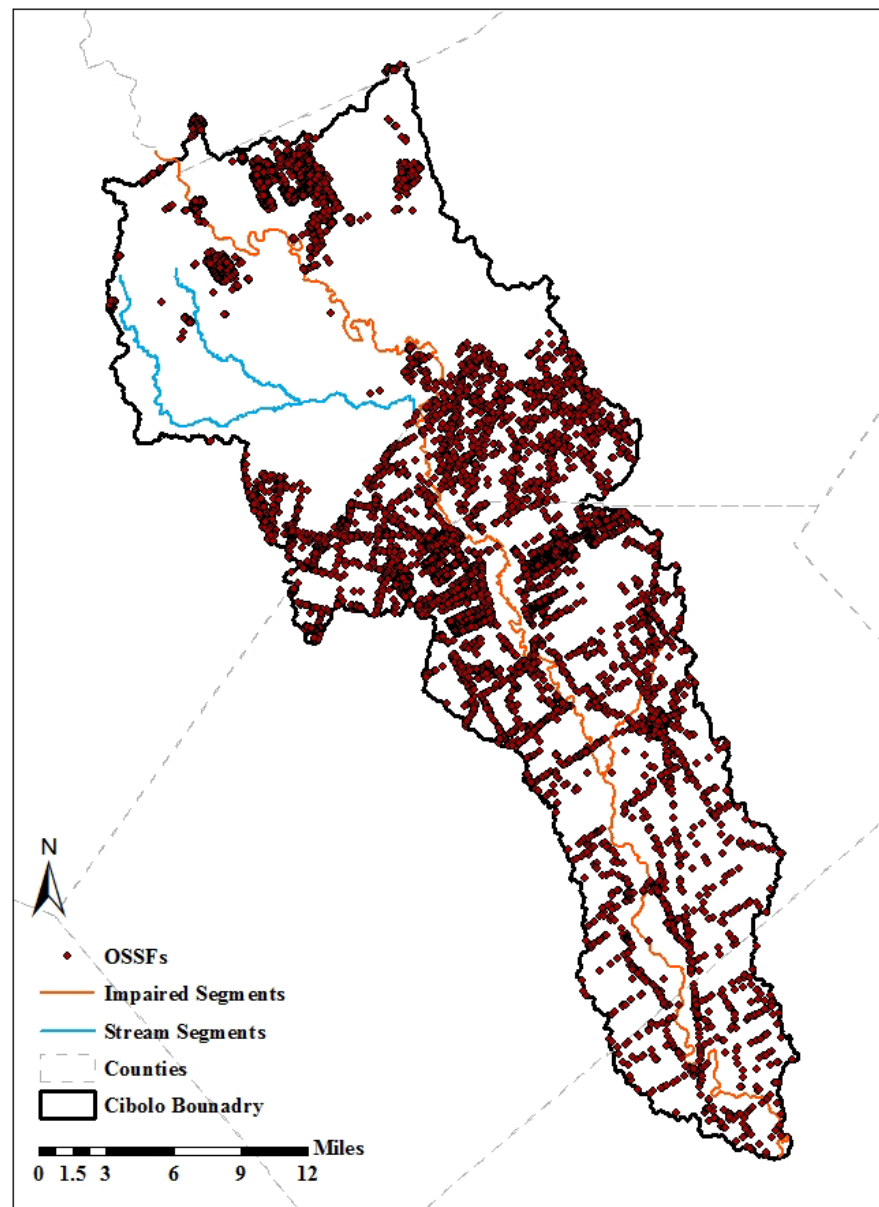 N
OSSFs
Impaired Segments
Stream Segments
Counties
Cibolo Bounadry
Miles
0 1.5 3 6 9 12